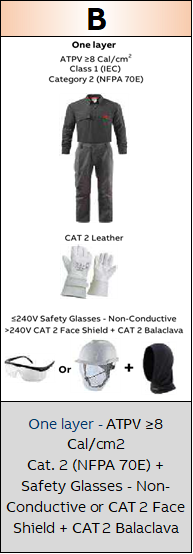 B
One layer
ATPV ≥8 Cal/cm²
Class 1 (IEC)
Category 2 (NFPA 70E)
CAT 2 Leather
≤240V Safety Glasses - Non-Conductive
>240V CAT 2 Face Shield + CAT 2 Balaclava
Or
+
One layer - ATPV ≥8
Cal/cm2
Cat. 2 (NFPA 70E) +
Safety Glasses - Non-
Conductive or CAT 2 Face
Shield + CAT 2 Balaclava